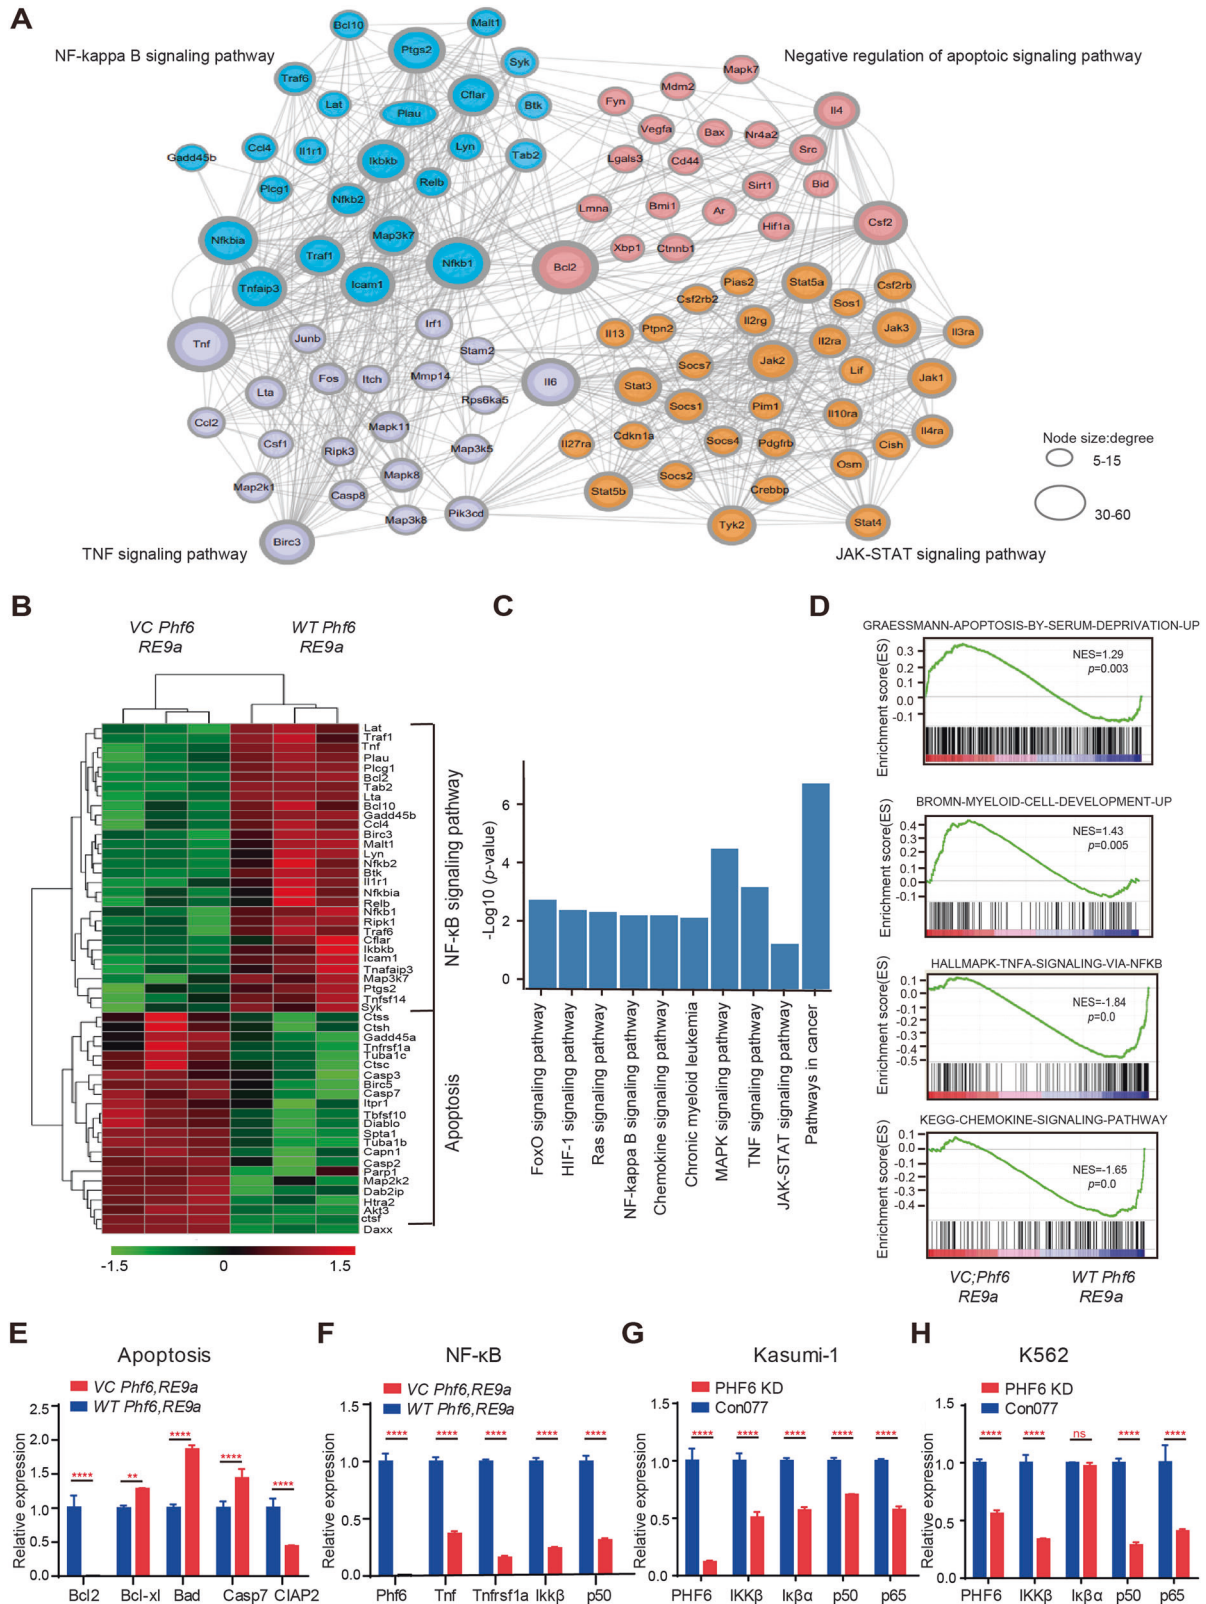 A
NF-kappa B signaling pathway
Negative regulation of apoptoic signaling pathway
Bcl10
Malt1
Ptgs2
Syk
Traf6
Cflar
Lat
Plau
Btk
Ccl4
Il1r1
Lyn
Tab2
Gadd45b
Ikbkb
Plcg1
Relb
Nfkb2
Nfkbia
Map3k7
Traf1
Nfkb1
Tnfaip3
Icam1
Mapk7
Mdm2
Fyn
Il4
Vegfa
Bax
Nr4a2
Src
Lgals3
Cd44
Sirt1
Bid
Lmna
Bmi1
Ar
Hif1a
Csf2
Xbp1
Ctnnb1
Bcl2
Tnf
Junb
Irf1
Stam2
Fos
Itch
Mmp14
Il6
Lta
Rps6ka5
Ccl2
Mapk11
Csf1
Ripk3
Map3k5
Map2k1
Mapk8
Casp8
Map3k8
Pik3cd
Birc3
Pias2
Stat5a
Csf2rb
Csf2rb2
Sos1
Il13
Ptpn2
Il2rg
Jak3
Il3ra
Il2ra
Socs7
Jak2
Lif
Jak1
Stat3
Socs1
Pim1
Il10ra
Il27ra
Cdkn1a
Socs4
Pdgfrb
Cish
Il4ra
Osm
Stat5b
Socs2
Crebbp
Tyk2
Stat4
Node size:degree
5-15
30-60
TNF signaling pathway
JAK-STAT signaling pathway
B
VC Phf6
RE9a
WT Phf6
RE9a
Lat
Traf1
Tnf
Plau
Plcg1
Bcl2
Tab2
Lta
Bcl10
Gadd45b
Ccl4
Birc3
Malt1
Lyn
Nfkb2
Btk
Il1r1
Nfkbia
Relb
Nfkb1
Ripk1
Traf6
Cflar
Ikbkb
Icam1
Tnafaip3
Map3k7
Ptgs2
Tnfsf14
Syk
Ctss
Ctsh
Gadd45a
Tnfrsf1a
Tuba1c
Ctsc
Casp3
Birc5
Casp7
Itpr1
Tbfsf10
Diablo
Spta1
Tuba1b
Capn1
Casp2
Parp1
Map2k2
Dab2ip
Htra2
Akt3
ctsf
Daxx
NF-κB signaling pathway
Apoptosis
-1.5
0
1.5
C
-Log10 (p-value)
6
4
2
0
FoxO signaling pathway
HIF-1 signaling pathway
Ras signaling pathway
NF-kappa B signaling pathway
Chemokine signaling pathway
Chronic myeloid leukemia
MAPK signaling pathway
TNF signaling pathway
JAK-STAT signaling pathway
Pathways in cancer
D
GRAESSMANN-APOPTOSIS-BY-SERUM-DEPRIVATION-UP
Enrichment score(ES)
0.3
0.2
0.1
0.0
-0.1
NES=1.29
p=0.003
BROMN-MYELOID-CELL-DEVELOPMENT-UP
Enrichment score(ES)
0.4
0.3
0.2
0.1
0.0
-0.1
NES=1.43
p=0.005
HALLMAPK-TNFA-SIGNALING-VIA-NFKB
Enrichment score(ES)
0.1
0.0
-0.1
-0.2
-0.3
-0.4
-0.5
NES=-1.84
p=0.0
KEGG-CHEMOKINE-SIGNALING-PATHWAY
Enrichment score(ES)
0.1
0.0
-0.1
-0.2
-0.3
-0.4
NES=-1.65
p=0.0
VC;Phf6
RE9a
WT Phf6
RE9a
E
Apoptosis
VC Phf6,RE9a
WT Phf6,RE9a
Relative expression
2.5
2.0
1.5
1.0
0.5
0.0
****
**
****
****
****
Bcl2
Bcl-xl
Bad
Casp7
CIAP2
F
NF-κB
VC Phf6,RE9a
WT Phf6,RE9a
Relative expression
1.5
1.0
0.5
0.0
****
****
****
****
****
Phf6
Tnf
Tnfrsf1a
Ikkβ
p50
G
Kasumi-1
PHF6 KD
Con077
Relative expression
1.5
1.0
0.5
0.0
****
****
****
****
****
PHF6
IKKβ
Iκβα
p50
p65
H
K562
PHF6 KD
Con077
Relative expression
1.5
1.0
0.5
0.0
****
****
ns
****
****
PHF6
IKKβ
Iκβα
p50
p65